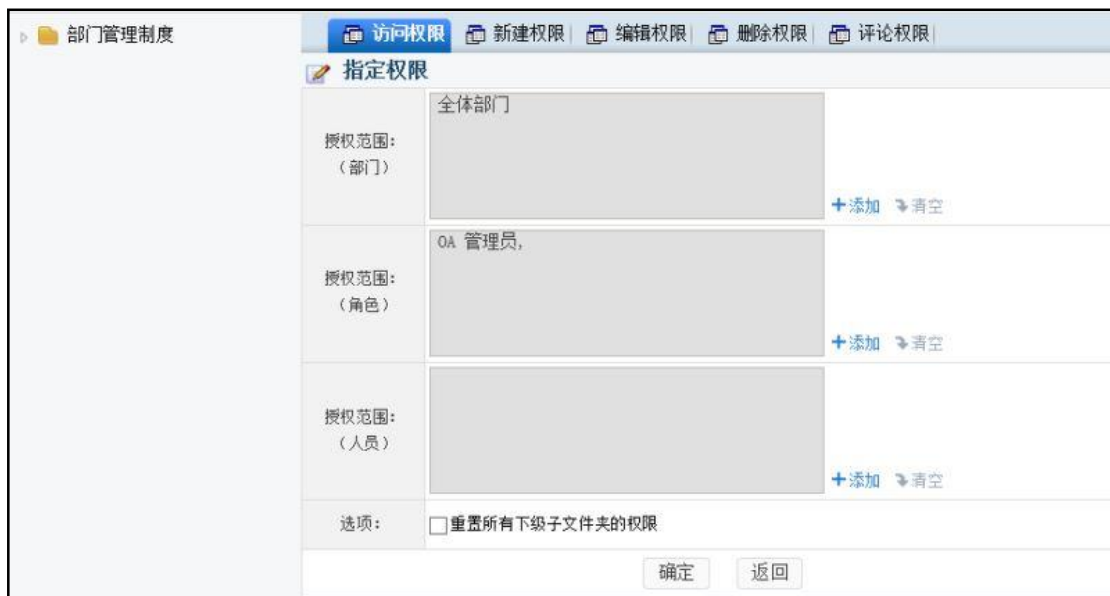 部门管理制度
访问权限 新建权限 编辑权限 删除权限 评论权限
指定权限
全体部门
授权范围:
(部门)
添加 清空
OA 管理员,
授权范围:
(角色)
添加 清空
授权范围:
(人员)
添加 清空
选项: 重置所有下级子文件夹的权限
确定 返回